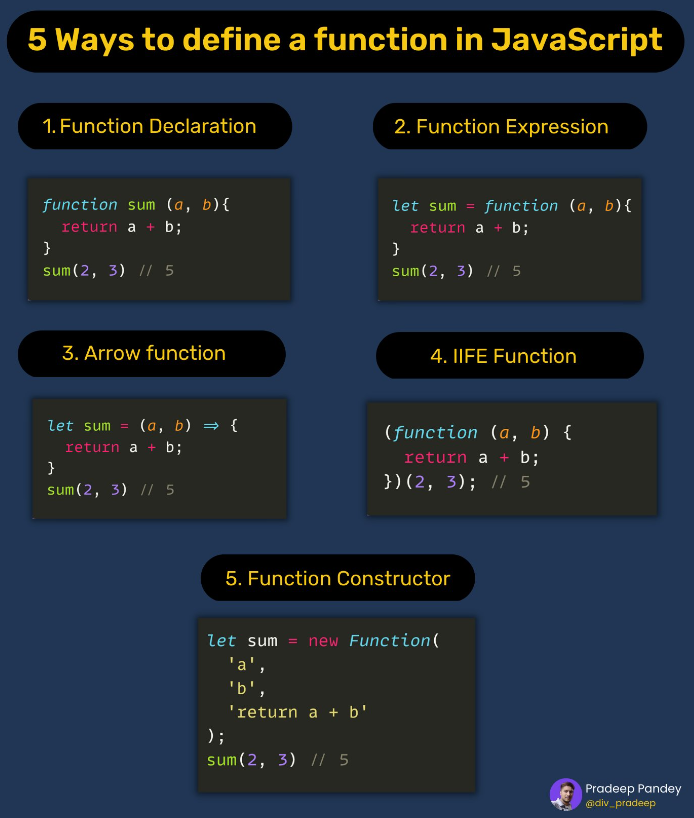 5 Ways to define a function in JavaScript
1. Function Declaration
function sum (a, b){
  return a + b;
}
sum(2, 3) // 5
2. Function Expression
let sum = function (a, b){
  return a + b;
}
sum(2, 3) // 5
3. Arrow function
let sum = (a, b) => {
  return a + b;
}
sum(2, 3) // 5
4. IIFE Function
(function (a, b) {
  return a + b;
})(2, 3); // 5
5. Function Constructor
let sum = new Function(
  'a',
  'b',
  'return a + b'
);
sum(2, 3) // 5
Pradeep Pandey
@div_pradeep